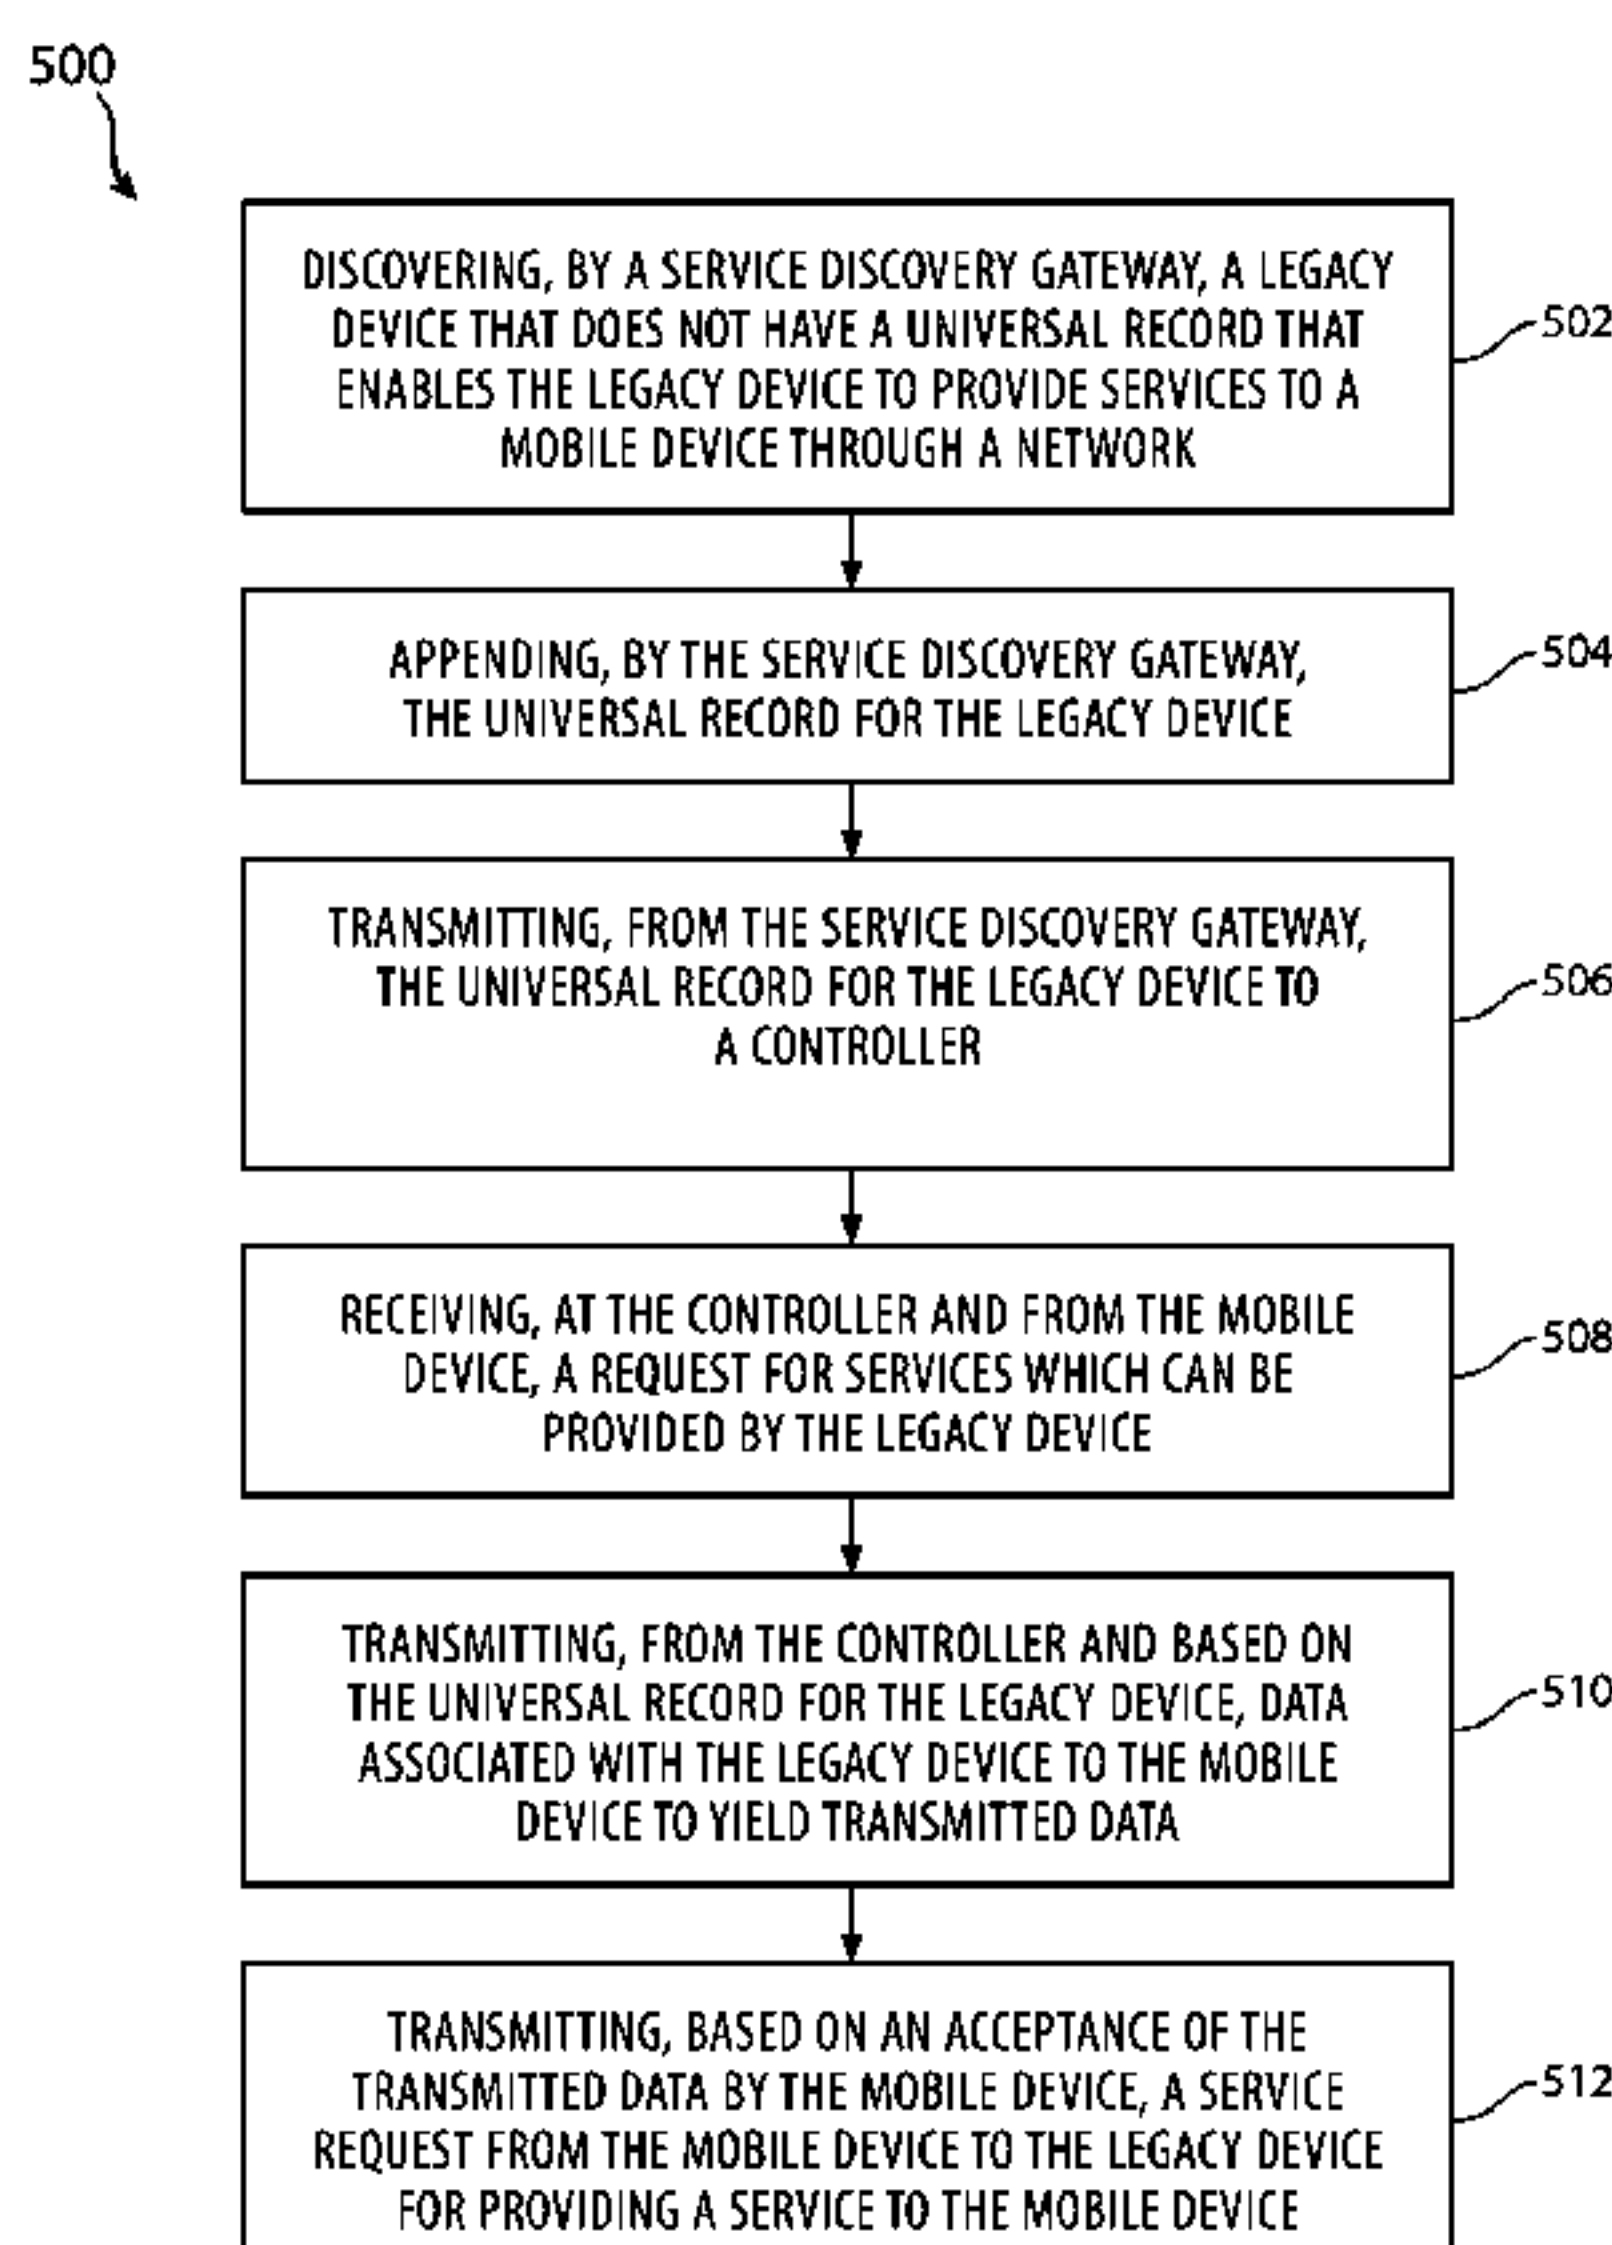 500
DISCOVERING, BY A SERVICE DISCOVERY GATEWAY, A LEGACY
DEVICE THAT DOES NOT HAVE A UNIVERSAL RECORD THAT
ENABLES THE LEGACY DEVICE TO PROVIDE SERVICES TO A
MOBILE DEVICE THROUGH A NETWORK
502
APPENDING, BY THE SERVICE DISCOVERY GATEWAY,
THE UNIVERSAL RECORD FOR THE LEGACY DEVICE
504
TRANSMITTING, FROM THE SERVICE DISCOVERY GATEWAY,
THE UNIVERSAL RECORD FOR THE LEGACY DEVICE TO
A CONTROLLER
506
RECEIVING, AT THE CONTROLLER AND FROM THE MOBILE
DEVICE, A REQUEST FOR SERVICES WHICH CAN BE
PROVIDED BY THE LEGACY DEVICE
508
TRANSMITTING, FROM THE CONTROLLER AND BASED ON
THE UNIVERSAL RECORD FOR THE LEGACY DEVICE, DATA
ASSOCIATED WITH THE LEGACY DEVICE TO THE MOBILE
DEVICE TO YIELD TRANSMITTED DATA
510
TRANSMITTING, BASED ON AN ACCEPTANCE OF THE
TRANSMITTED DATA BY THE MOBILE DEVICE, A SERVICE
REQUEST FROM THE MOBILE DEVICE TO THE LEGACY DEVICE
FOR PROVIDING A SERVICE TO THE MOBILE DEVICE
512